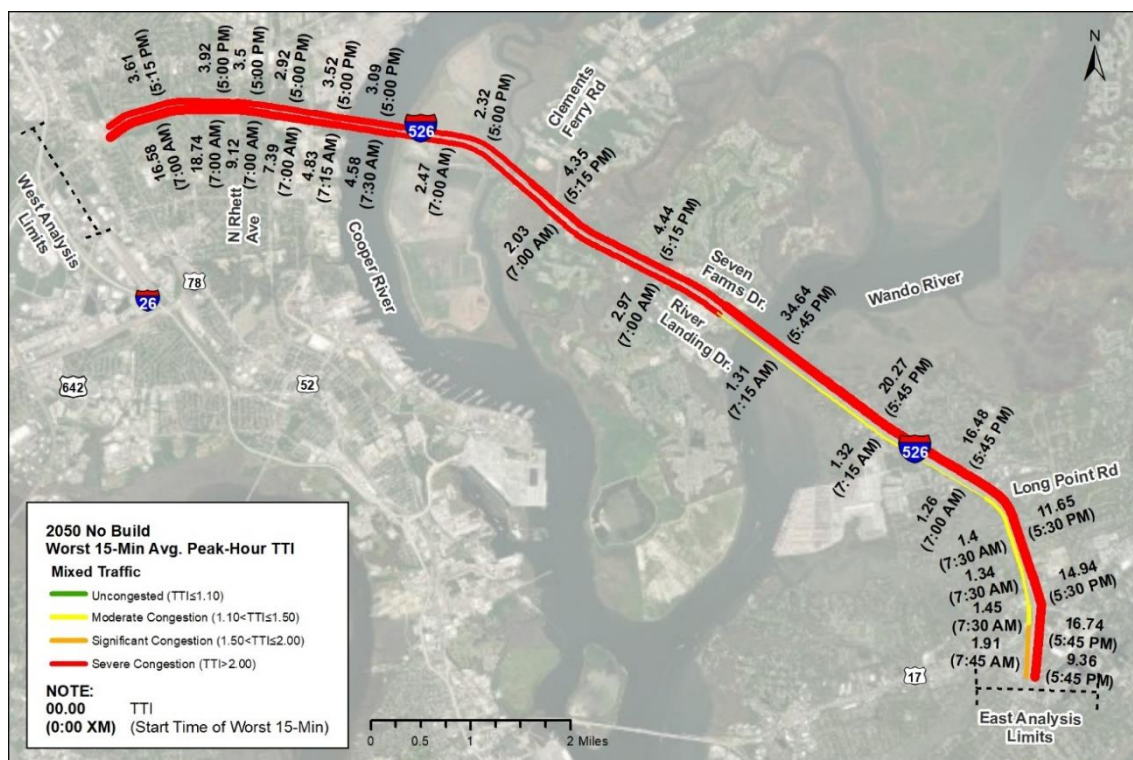 3.61
(5:15 PM)
3.92
(5:00 PM)
3.5
(5:00 PM)
2.92
(5:00 PM)
3.52
(5:00 PM)
3.09
(5:00 PM)
2.32
(5:00 PM)
Clements
Ferry Rd
N
526
16.58
(7:00 AM)
18.74
(7:00 AM)
9.12
(7:00 AM)
7.39
(7:00 AM)
4.83
(7:15 AM)
4.58
(7:30 AM)
2.47
(7:00 AM)
4.35
(5:15 PM)
West Analysis
Limits
N Rhett
Ave
Cooper River
2.03
(7:00 AM)
4.44
(5:15 PM)
Seven
Farms Dr.
Wando River
78
26
2.97
(7:00 AM)
River
Landing Dr.
34.64
(5:45 PM)
642
52
1.31
(7:15 AM)
20.27
(5:45 PM)
1.32
(7:15 AM)
526
16.48
(5:45 PM)
Long Point Rd
1.26
(7:00 AM)
11.65
(5:30 PM)
1.4
(7:30 AM)
1.34
(7:30 AM)
14.94
(5:30 PM)
1.45
(7:30 AM)
16.74
(5:45 PM)
1.91
(7:45 AM)
9.36
(5:45 PM)
17
East Analysis
Limits
2050 No Build
Worst 15-Min Avg. Peak-Hour TTI
Mixed Traffic
Uncongested (TTI≤1.10)
Moderate Congestion (1.10<TTI≤1.50)
Significant Congestion (1.50<TTI≤2.00)
Severe Congestion (TTI>2.00)
NOTE:
00.00 TTI
(0:00 XM) (Start Time of Worst 15-Min)
0 0.5 1 2 Miles